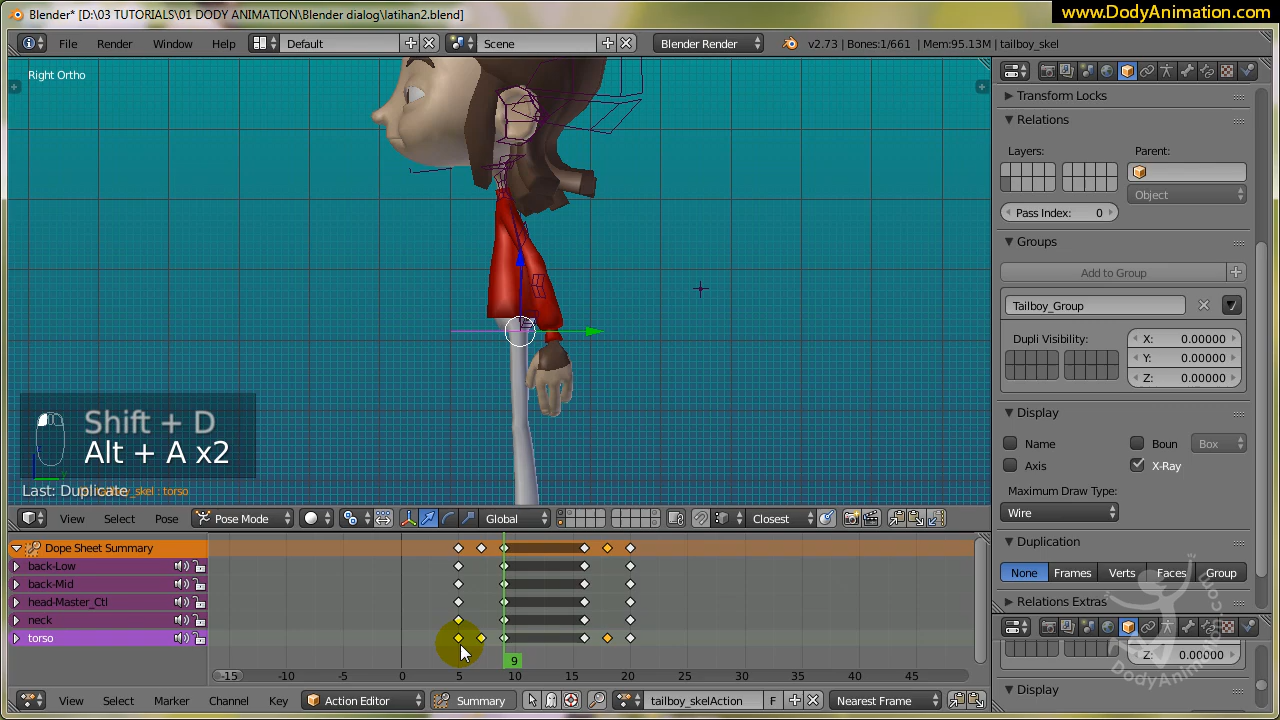 www.DodyAnimation.com
Blender* [D:\03 TUTORIALS\01 DODY ANIMATION\Blender dialog\latihan2.blend]
File Render Window Help Default Scene Blender Render v2.73 | Bones:1/661 | Mem:95.13M | tailboy_skel
Right Ortho
Shift + D
Alt + A x2
Last: Duplicate
tailboy_skel : torso
View Select Pose Pose Mode Global Closest
Dope Sheet Summary
back-Low
back-Mid
head-Master_Ctl
neck
torso
9
-15 -10 -5 0 5 10 15 20 25 30 35 40 45
View Select Marker Channel Key Action Editor Summary tailboy_skelAction F Nearest Frame
Transform Locks
Relations
Layers: Parent:
Object
Pass Index: 0
Groups
Add to Group
Tailboy_Group
Dupli Visibility: X: 0.00000
Y: 0.00000
Z: 0.00000
Display
Name Boun Box
Axis X-Ray
Maximum Draw Type:
Wire
Duplication
None Frames Verts Faces Group
Relations Extras
Z: 0.00000
Display
DodyAnimation.com